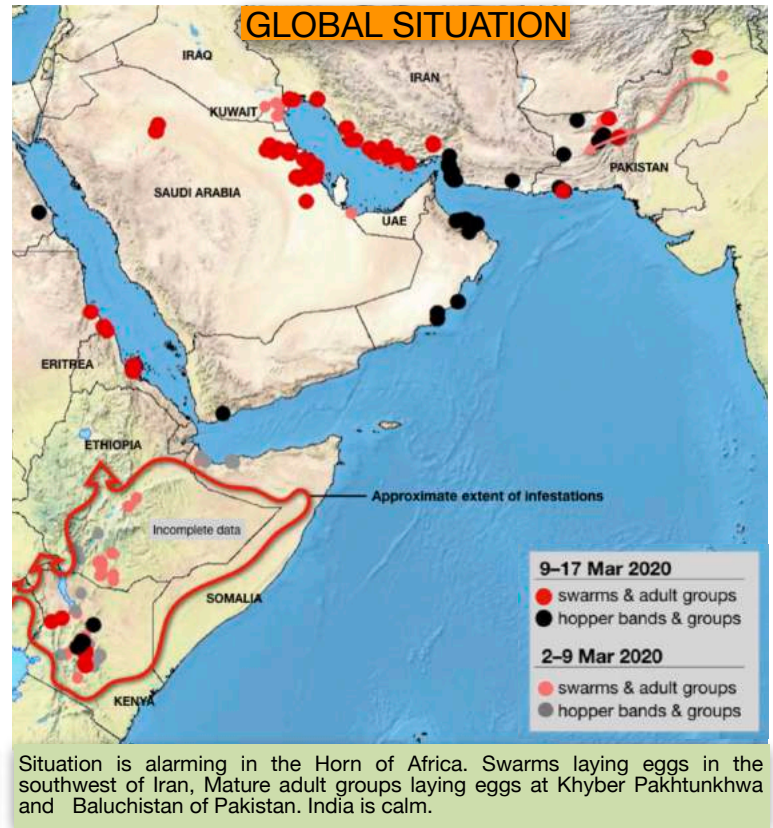 GLOBAL SITUATION
IRAQ
IRAN
KUWAIT
PAKISTAN
SAUDI ARABIA
UAE
ERITREA
ETHIOPIA
Approximate extent of infestations
Incomplete data
SOMALIA
KENYA
9–17 Mar 2020
swarms & adult groups
hopper bands & groups
2–9 Mar 2020
swarms & adult groups
hopper bands & groups
Situation is alarming in the Horn of Africa. Swarms laying eggs in the
southwest of Iran, Mature adult groups laying eggs at Khyber Pakhtunkhwa
and Baluchistan of Pakistan. India is calm.